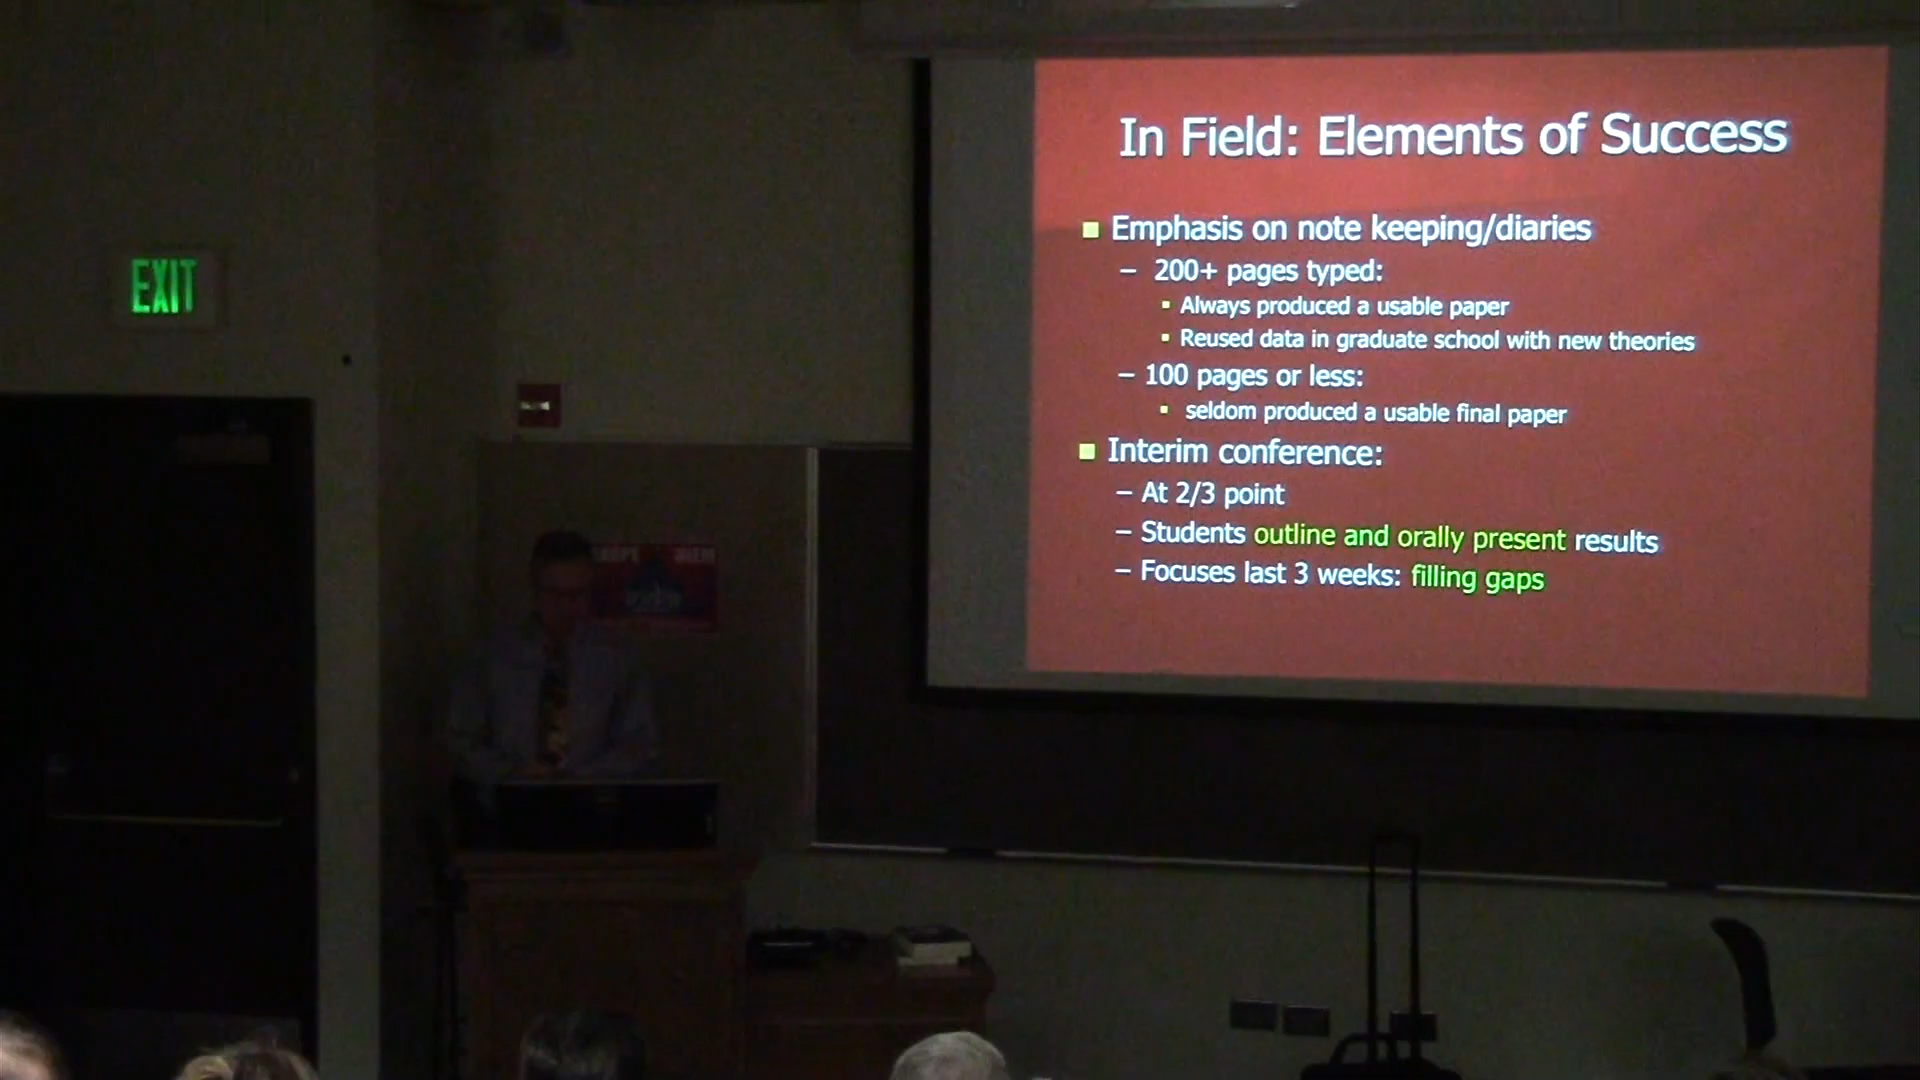 EXIT
In Field: Elements of Success
Emphasis on note keeping/diaries
– 200+ pages typed:
Always produced a usable paper
Reused data in graduate school with new theories
– 100 pages or less:
seldom produced a usable final paper
Interim conference:
– At 2/3 point
– Students outline and orally present results
– Focuses last 3 weeks: filling gaps